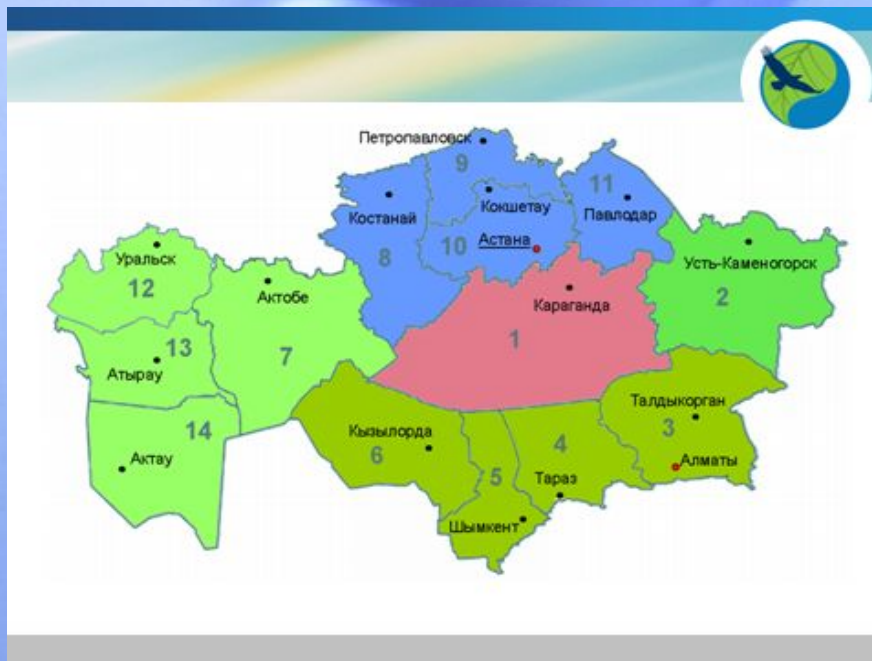 Петропавловск
9
11
Костанай
Кокшетау
Павлодар
10
Астана
8
Уральск
12
Актобе
Усть-Каменогорск
2
Караганда
1
13
Атырау
7
14
Актау
Талдыкорган
3
Алматы
Кызылорда
6
4
5
Тараз
Шымкент